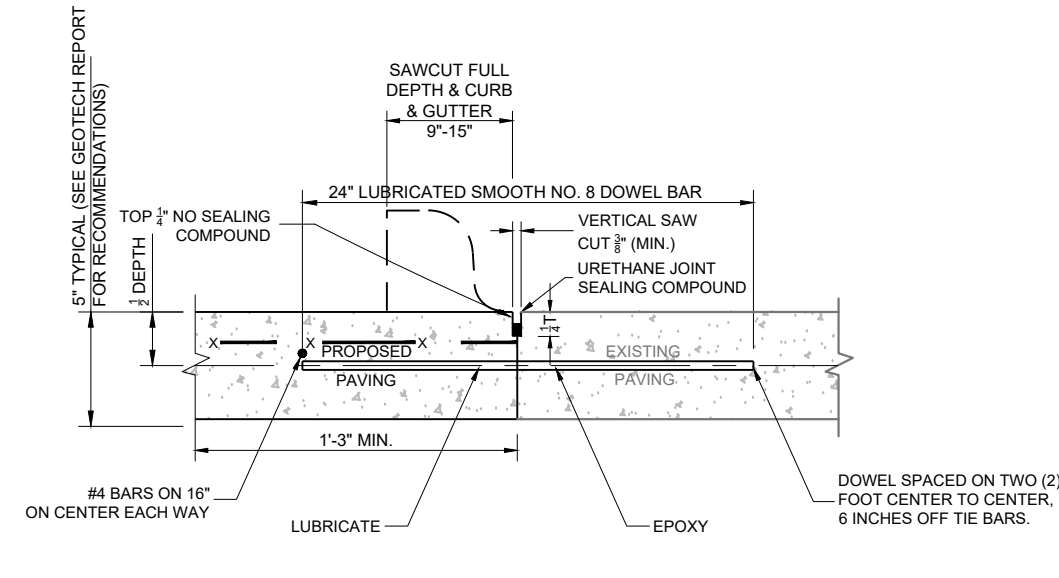 5" TYPICAL (SEE GEOTECH REPORT
FOR RECOMMENDATIONS)
1/2 DEPTH
SAWCUT FULL
DEPTH & CURB
& GUTTER
9"-15"
24" LUBRICATED SMOOTH NO. 8 DOWEL BAR
TOP 1/4" NO SEALING
COMPOUND
VERTICAL SAW
CUT 3/8" (MIN.)
URETHANE JOINT
SEALING COMPOUND
1/4T
X X X
PROPOSED
PAVING
EXISTING
PAVING
1'-3" MIN.
#4 BARS ON 16"
ON CENTER EACH WAY
LUBRICATE
EPOXY
DOWEL SPACED ON TWO (2)
FOOT CENTER TO CENTER,
6 INCHES OFF TIE BARS.